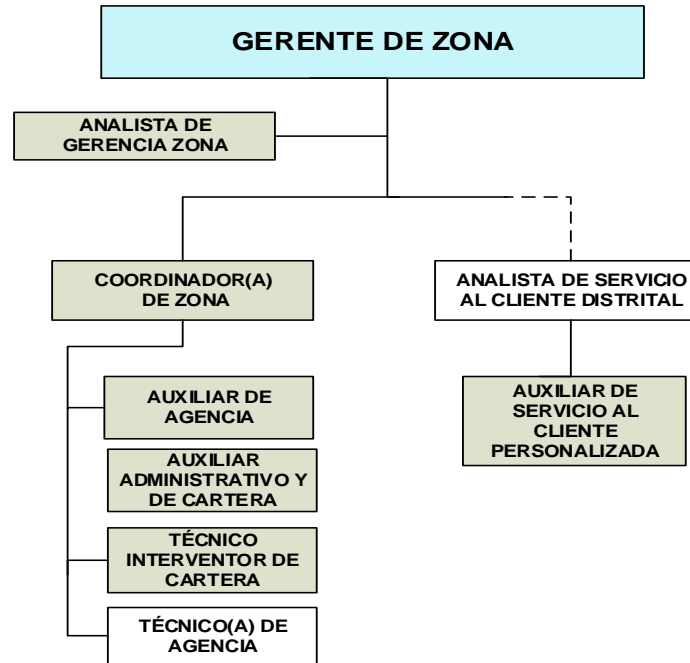 GERENTE DE ZONA
ANALISTA DE
GERENCIA ZONA
COORDINADOR(A)
DE ZONA
ANALISTA DE SERVICIO
AL CLIENTE DISTRITAL
AUXILIAR DE
AGENCIA
AUXILIAR
ADMINISTRATIVO Y
DE CARTERA
TÉCNICO
INTERVENTOR DE
CARTERA
TÉCNICO(A) DE
AGENCIA
AUXILIAR DE
SERVICIO AL
CLIENTE
PERSONALIZADA